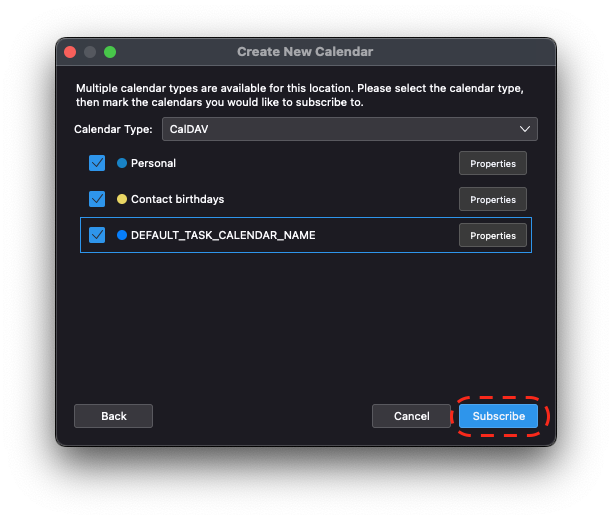 Create New Calendar
Multiple calendar types are available for this location. Please select the calendar type,
then mark the calendars you would like to subscribe to.
Calendar Type: CalDAV
Personal Properties
Contact birthdays Properties
DEFAULT_TASK_CALENDAR_NAME Properties
Back Cancel Subscribe